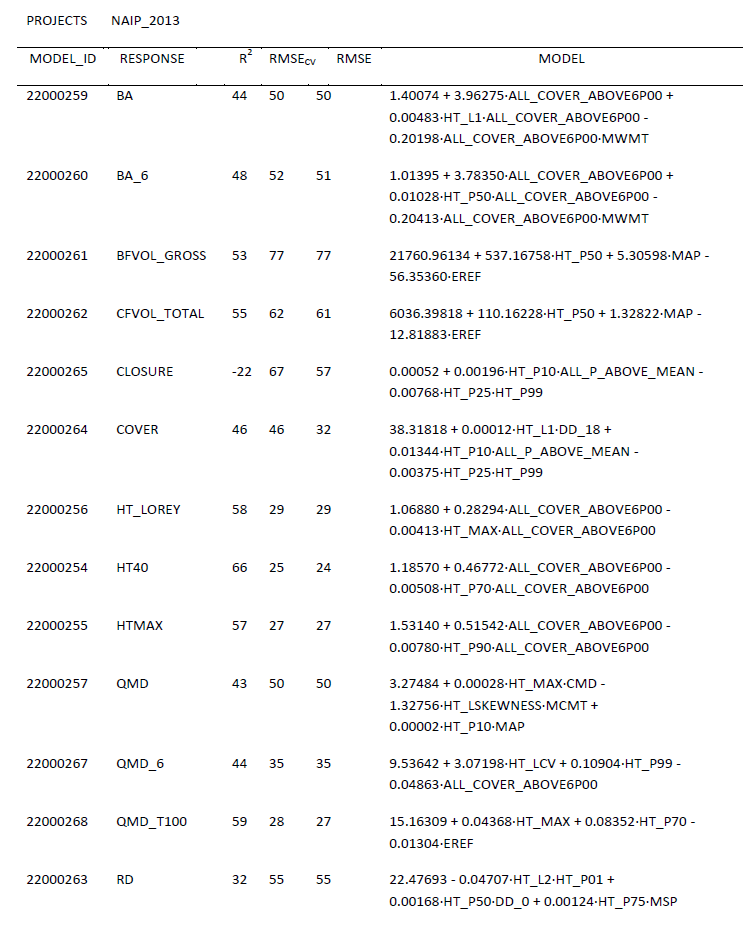 PROJECTS NAIP_2013
MODEL_ID RESPONSE R² RMSE_CV RMSE MODEL
22000259 BA 44 50 50 1.40074 + 3.96275·ALL_COVER_ABOVE6P00 +
0.00483·HT_L1·ALL_COVER_ABOVE6P00 -
0.20198·ALL_COVER_ABOVE6P00·MWMT
22000260 BA_6 48 52 51 1.01395 + 3.78350·ALL_COVER_ABOVE6P00 +
0.01028·HT_P50·ALL_COVER_ABOVE6P00 -
0.20413·ALL_COVER_ABOVE6P00·MWMT
22000261 BFVOL_GROSS 53 77 77 21760.96134 + 537.16758·HT_P50 + 5.30598·MAP -
56.35360·EREF
22000262 CFVOL_TOTAL 55 62 61 6036.39818 + 110.16228·HT_P50 + 1.32822·MAP -
12.81883·EREF
22000265 CLOSURE -22 67 57 0.00052 + 0.00196·HT_P10·ALL_P_ABOVE_MEAN -
0.00768·HT_P25·HT_P99
22000264 COVER 46 46 32 38.31818 + 0.00012·HT_L1·DD_18 +
0.01344·HT_P10·ALL_P_ABOVE_MEAN -
0.00375·HT_P25·HT_P99
22000256 HT_LOREY 58 29 29 1.06880 + 0.28294·ALL_COVER_ABOVE6P00 -
0.00413·HT_MAX·ALL_COVER_ABOVE6P00
22000254 HT40 66 25 24 1.18570 + 0.46772·ALL_COVER_ABOVE6P00 -
0.00508·HT_P70·ALL_COVER_ABOVE6P00
22000255 HTMAX 57 27 27 1.53140 + 0.51542·ALL_COVER_ABOVE6P00 -
0.00780·HT_P90·ALL_COVER_ABOVE6P00
22000257 QMD 43 50 50 3.27484 + 0.00028·HT_MAX·CMD -
1.32756·HT_LSKEWNESS·MCMT +
0.00002·HT_P10·MAP
22000267 QMD_6 44 35 35 9.53642 + 3.07198·HT_LCV + 0.10904·HT_P99 -
0.04863·ALL_COVER_ABOVE6P00
22000268 QMD_T100 59 28 27 15.16309 + 0.04368·HT_MAX + 0.08352·HT_P70 -
0.01304·EREF
22000263 RD 32 55 55 22.47693 - 0.04707·HT_L2·HT_P01 +
0.00168·HT_P50·DD_0 + 0.00124·HT_P75·MSP